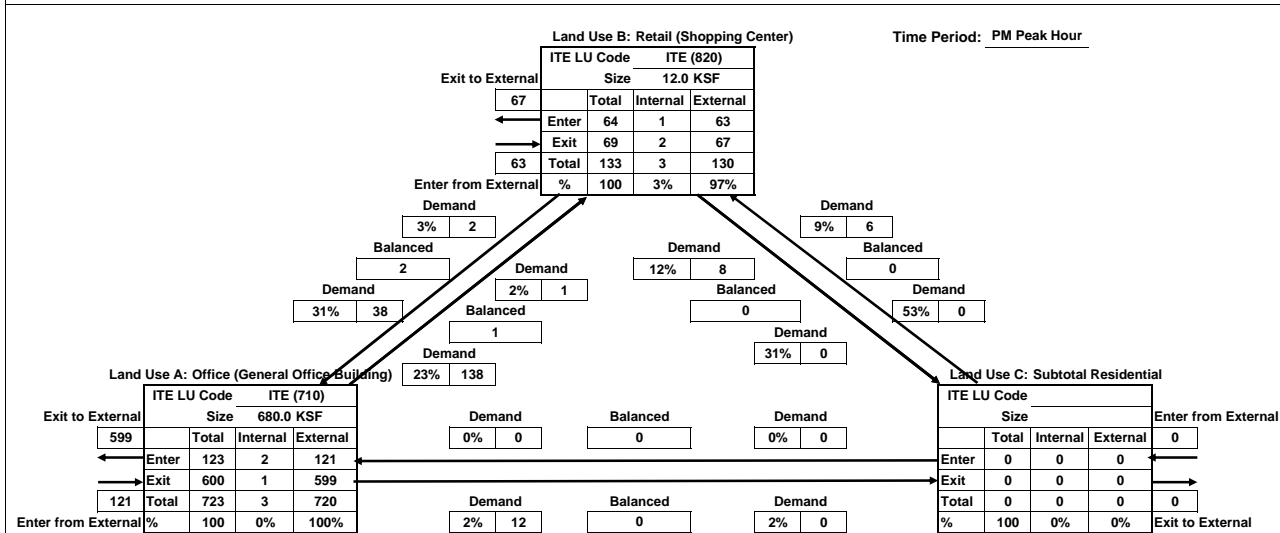 Land Use B: Retail (Shopping Center)
Time Period: PM Peak Hour
ITE LU Code ITE (820)
Exit to External Size 12.0 KSF
67 Total Internal External
Enter 64 1 63
Exit 69 2 67
63 Total 133 3 130
Enter from External % 100 3% 97%
Demand Demand
3% 2 9% 6
Balanced Demand Balanced
2 Demand 12% 8 0
Demand 2% 1 Balanced Demand
31% 38 Balanced 0 53% 0
1 Demand
Demand 31% 0
Land Use A: Office (General Office Building) 23% 138 Land Use C: Subtotal Residential
ITE LU Code ITE (710) ITE LU Code
Exit to External Size 680.0 KSF Demand Balanced Demand Size Enter from External
599 Total Internal External 0% 0 0 0% 0 Total Internal External 0
Enter 123 2 121 Enter 0 0 0
Exit 600 1 599 Exit 0 0 0
121 Total 723 3 720 Demand Balanced Demand Total 0 0 0 0
Enter from External % 100 0% 100% 2% 12 0 2% 0 % 100 0% 0% Exit to External